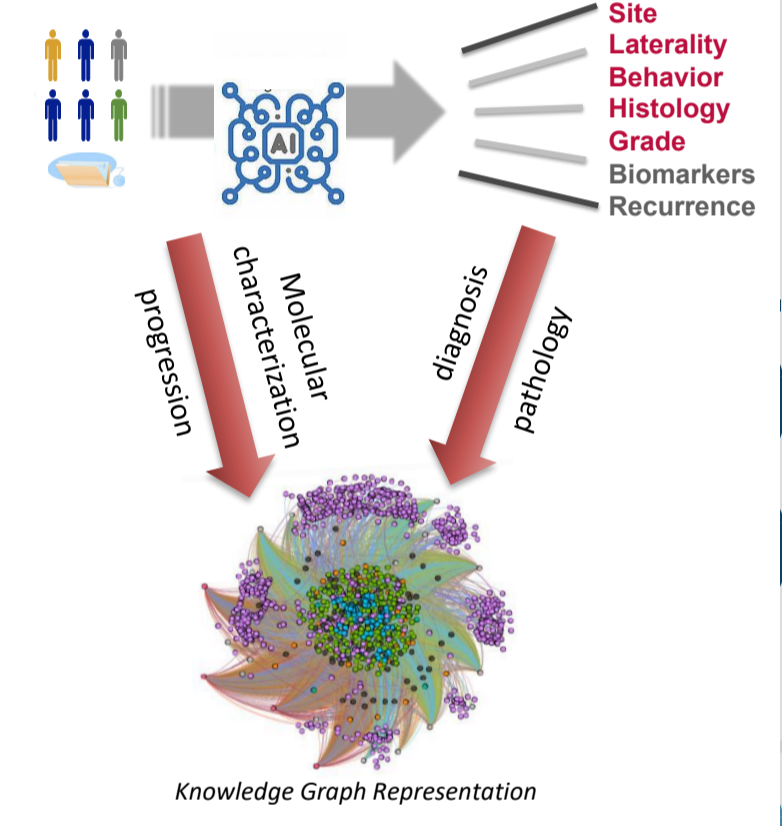 Site
Laterality
Behavior
Histology
Grade
Biomarkers
Recurrence
AI
progression
Molecular
characterization
diagnosis
pathology
Knowledge Graph Representation